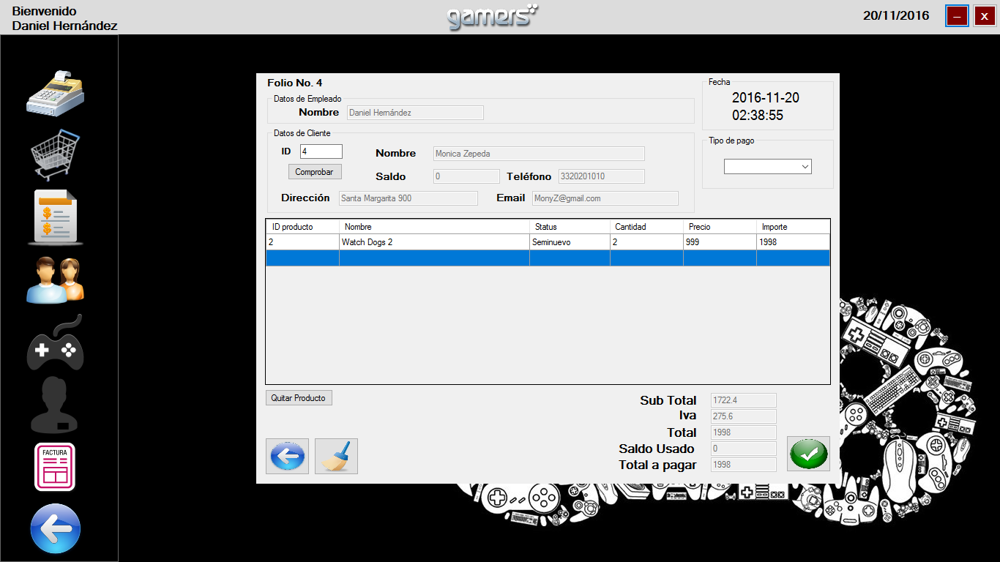 Bienvenido
Daniel Hernández
gamers
20/11/2016
X
Folio No. 4
Datos de Empleado
Nombre Daniel Hernández
Fecha
2016-11-20
02:38:55
Datos de Cliente
ID 4
Nombre Monica Zepeda
Comprobar
Saldo 0 Teléfono 3320201010
Dirección Santa Margarita 900 Email MonyZ@gmail.com
Tipo de pago
ID producto Nombre Status Cantidad Precio Importe
2 Watch Dogs 2 Seminuevo 2 999 1998
Quitar Producto
Sub Total 1722.4
Iva 275.6
Total 1998
Saldo Usado 0
Total a pagar 1998
FACTURA